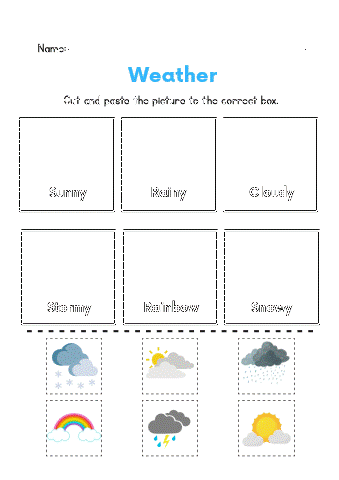 Name:
Weather
Cut and paste the picture to the correct box.
Sunny Rainy Cloudy
Stormy Rainbow Snowy